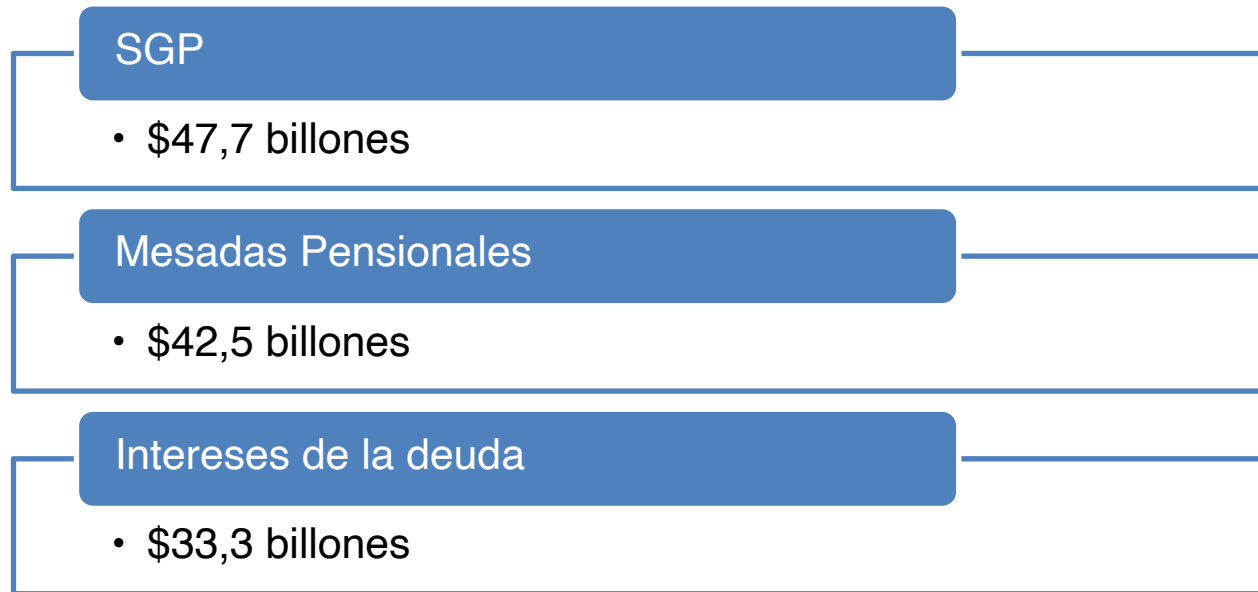 SGP
• $47,7 billones
Mesadas Pensionales
• $42,5 billones
Intereses de la deuda
• $33,3 billones